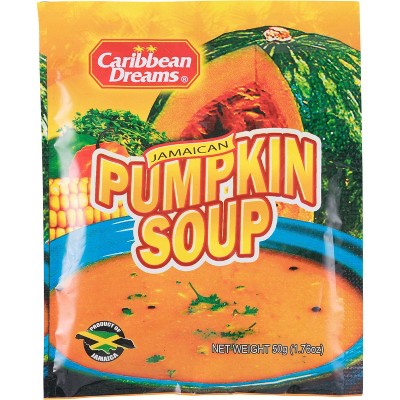 Caribbean
Dreams®
JAMAICAN
PUMPKIN
SOUP
PRODUCT OF
JAMAICA
NET WEIGHT 50g (1.76oz)